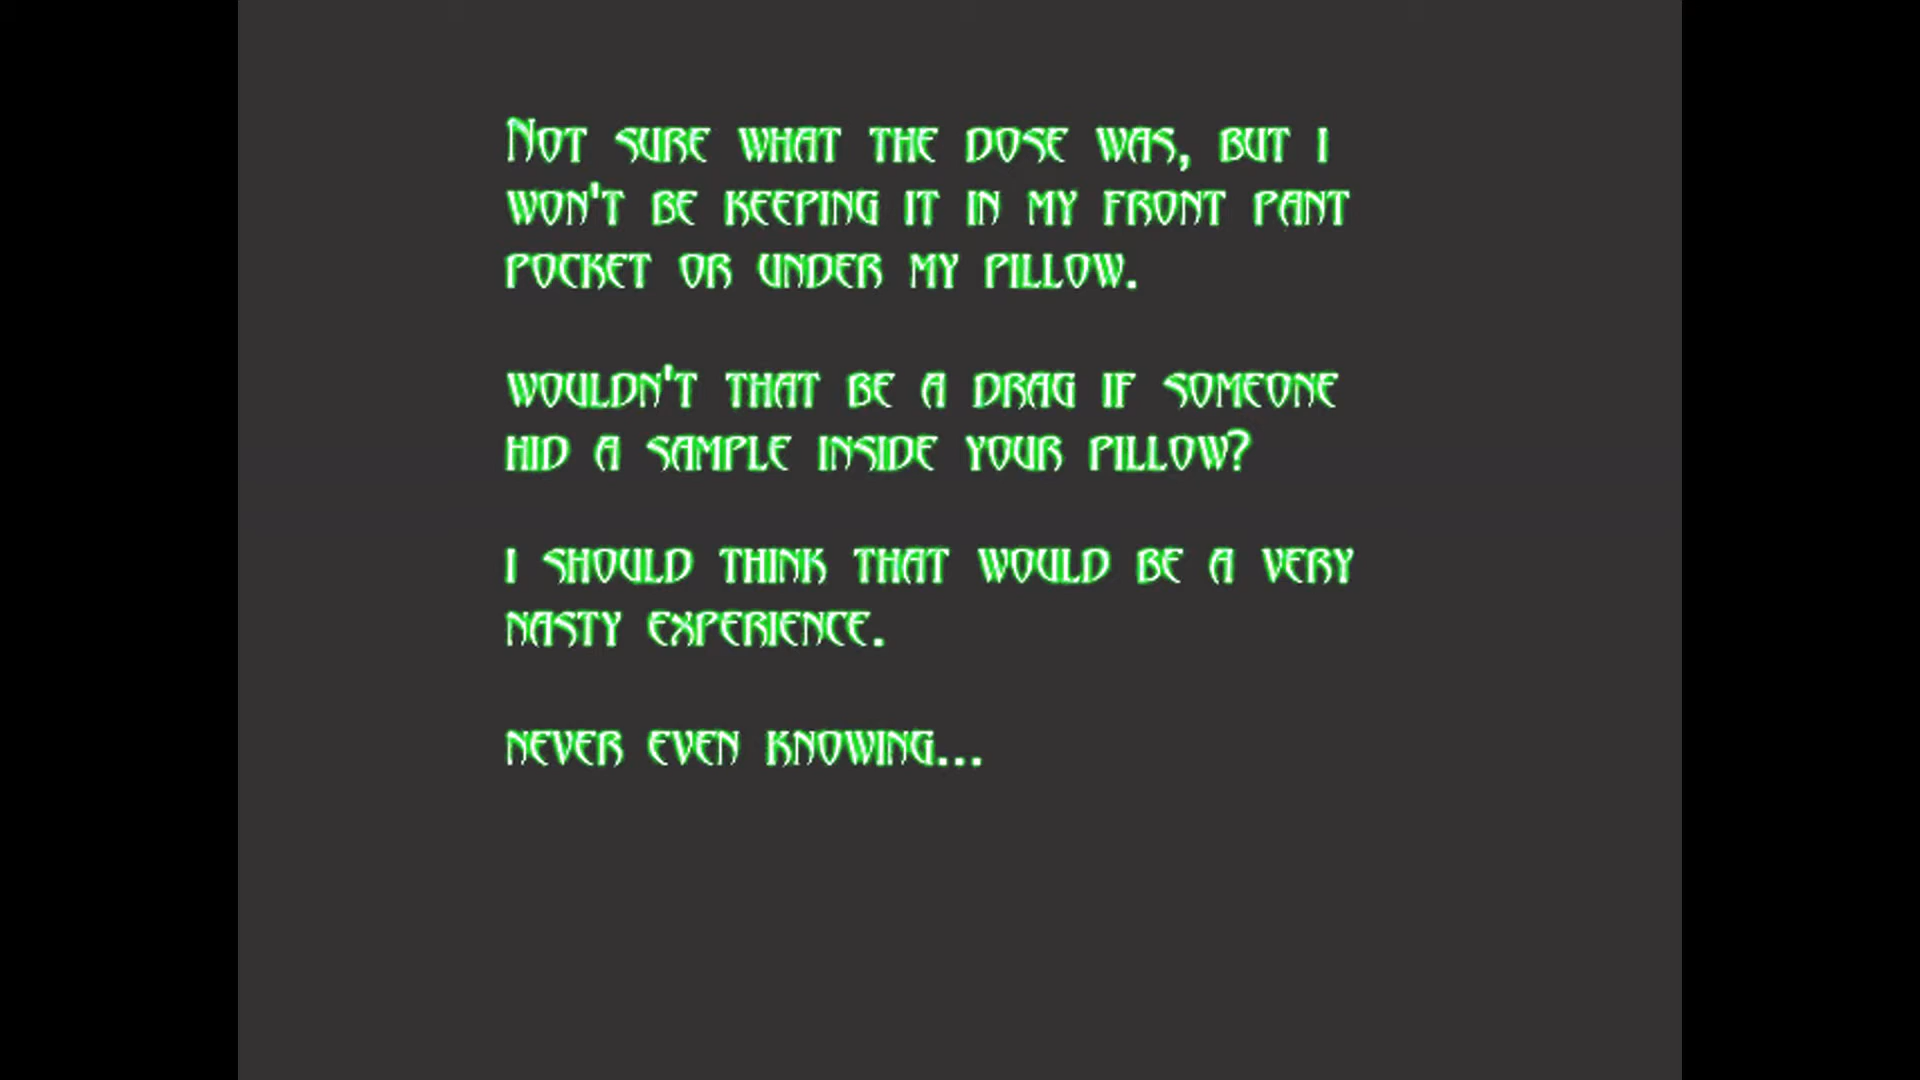 Not sure what the dose was, but I
won't be keeping it in my front pant
pocket or under my pillow.
wouldn't that be a drag if someone
hid a sample inside your pillow?
I should think that would be a very
nasty experience.
never even knowing...